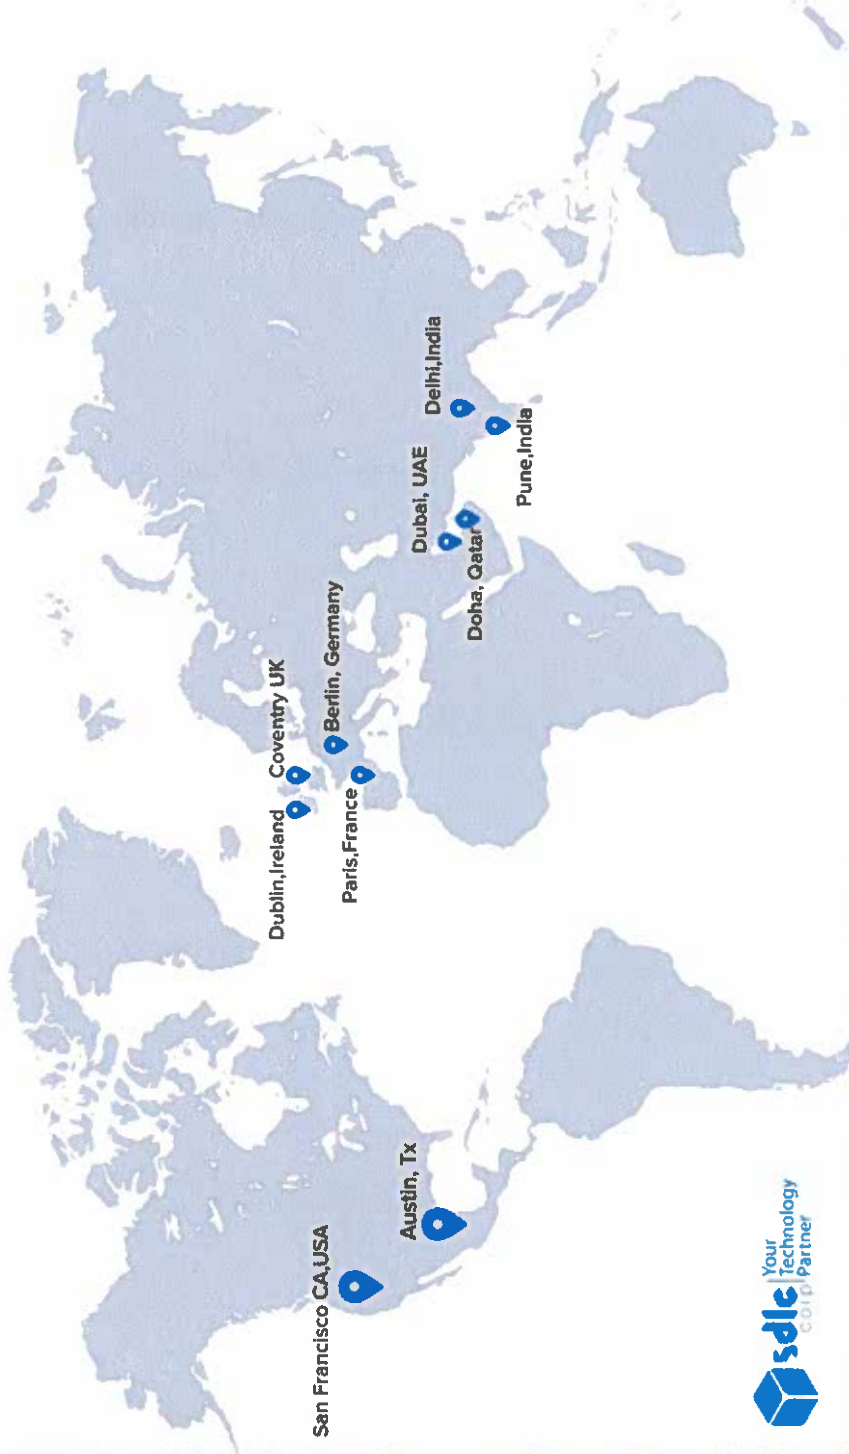 Dublin,Ireland
Coventry UK
Berlin, Germany
San Francisco CA,USA
Paris,France
Austin, Tx
Dubai, UAE
Delhi,India
Doha, Qatar
Pune,India
sdlc
corp
Your
Technology
Partner